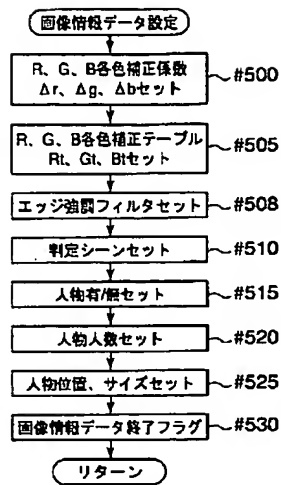 画像情報データ設定
R、G、B各色補正係数
Δr、Δg、Δbセット
#500
R、G、B各色補正テーブル
Rt、Gt、Btセット
#505
エッジ強調フィルタセット
#508
判定シーンセット
#510
人物有/無セット
#515
人物人数セット
#520
人物位置、サイズセット
#525
画像情報データ終了フラグ
#530
リターン